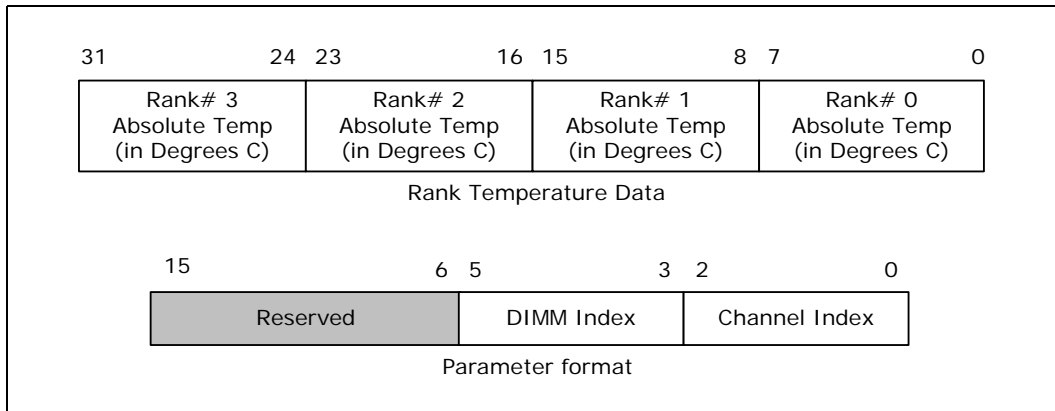 31 24 23 16 15 8 7 0
Rank# 3 Rank# 2 Rank# 1 Rank# 0
Absolute Temp Absolute Temp Absolute Temp Absolute Temp
(in Degrees C) (in Degrees C) (in Degrees C) (in Degrees C)
Rank Temperature Data
15 6 5 3 2 0
Reserved DIMM Index Channel Index
Parameter format